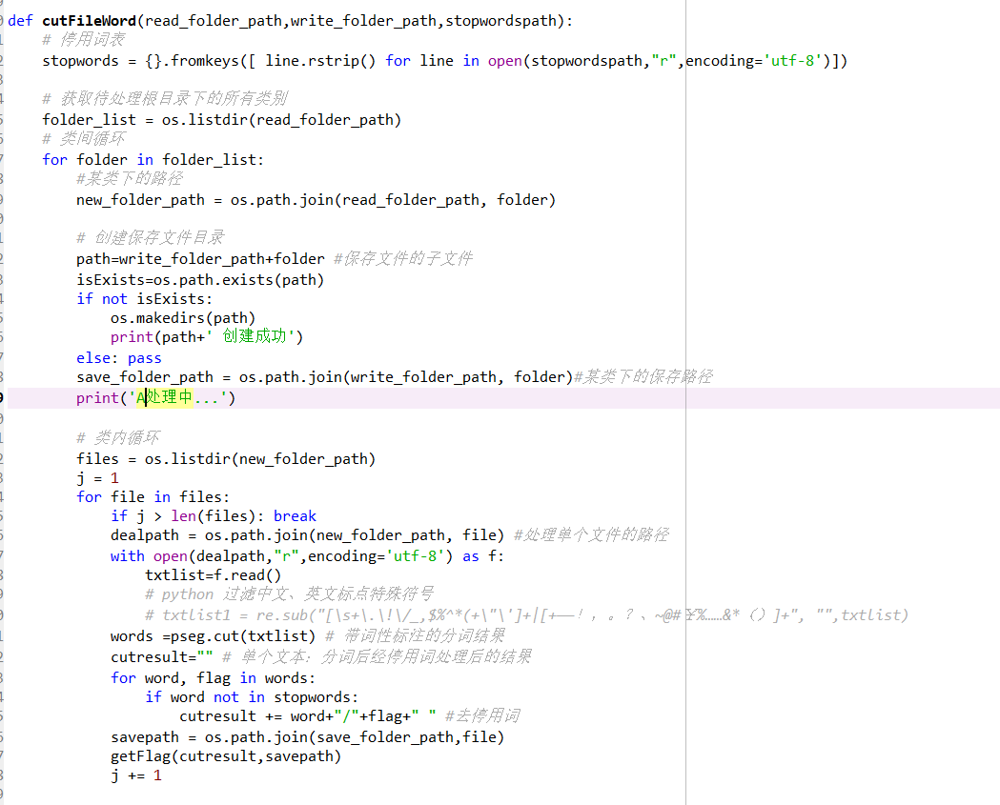 def cutFileWord(read_folder_path,write_folder_path,stopwordspath):
    # 停用词表
    stopwords = {}.fromkeys([ line.rstrip() for line in open(stopwordspath,"r",encoding='utf-8')])

    # 获取待处理根目录下的所有类别
    folder_list = os.listdir(read_folder_path)
    # 类间循环
    for folder in folder_list:
        #某类下的路径
        new_folder_path = os.path.join(read_folder_path, folder)

        # 创建保存文件目录
        path=write_folder_path+folder #保存文件的子文件
        isExists=os.path.exists(path)
        if not isExists:
            os.makedirs(path)
            print(path+' 创建成功')
        else: pass
        save_folder_path = os.path.join(write_folder_path, folder)#某类下的保存路径
        print('A处理中...')

        # 类内循环
        files = os.listdir(new_folder_path)
        j = 1
        for file in files:
            if j > len(files): break
            dealpath = os.path.join(new_folder_path, file) #处理单个文件的路径
            with open(dealpath,"r",encoding='utf-8') as f:
                txtlist=f.read()
                # python 过滤中文、英文标点特殊符号
                # txtlist1 = re.sub("[\s+\.\!\/_,$%^*(+\"\']+|[+——！，。？、~@#￥%……&*（）]+", "",txtlist)
            words =pseg.cut(txtlist) # 带词性标注的分词结果
            cutresult="" # 单个文本：分词后经停用词处理后的结果
            for word, flag in words:
                if word not in stopwords:
                    cutresult += word+"/"+flag+" " #去停用词
            savepath = os.path.join(save_folder_path,file)
            getFlag(cutresult,savepath)
            j += 1